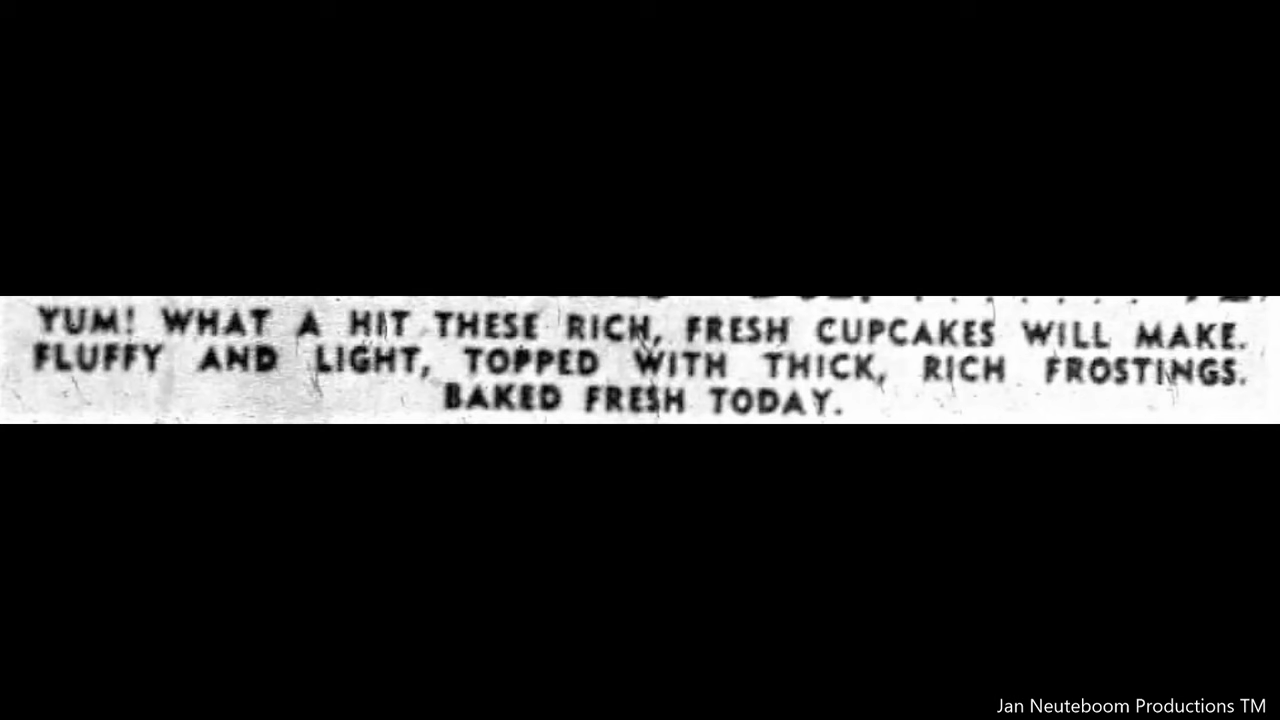 YUM! WHAT A HIT THESE RICH, FRESH CUPCAKES WILL MAKE.
FLUFFY AND LIGHT, TOPPED WITH THICK, RICH FROSTINGS.
BAKED FRESH TODAY.
Jan Neuteboom Productions TM